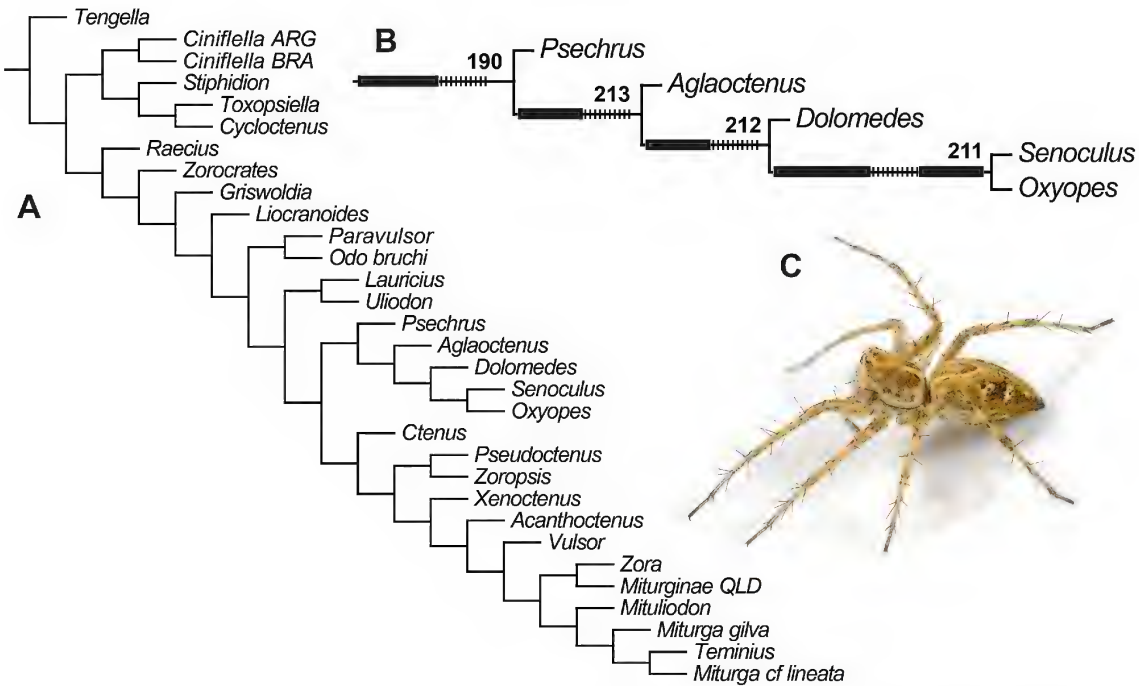 Tengella
Ciniflella ARG
Ciniflella BRA
Stiphidion
Toxopsiella
Cycloctenus
Raecius
Zorocrates
A
Griswoldia
Liocranoides
Paravulsor
Odo bruchi
Lauricius
Uliodon
Psechrus
Aglaoctenus
Dolomedes
Senoculus
Oxyopes
Ctenus
Pseudoctenus
Zoropsis
Xenoctenus
Acanthoctenus
Vulsor
Zora
Miturginae QLD
Mituliodon
Miturga gilva
Teminius
Miturga cf lineata
B
190
Psechrus
213
Aglaoctenus
212
Dolomedes
211
Senoculus
Oxyopes
C